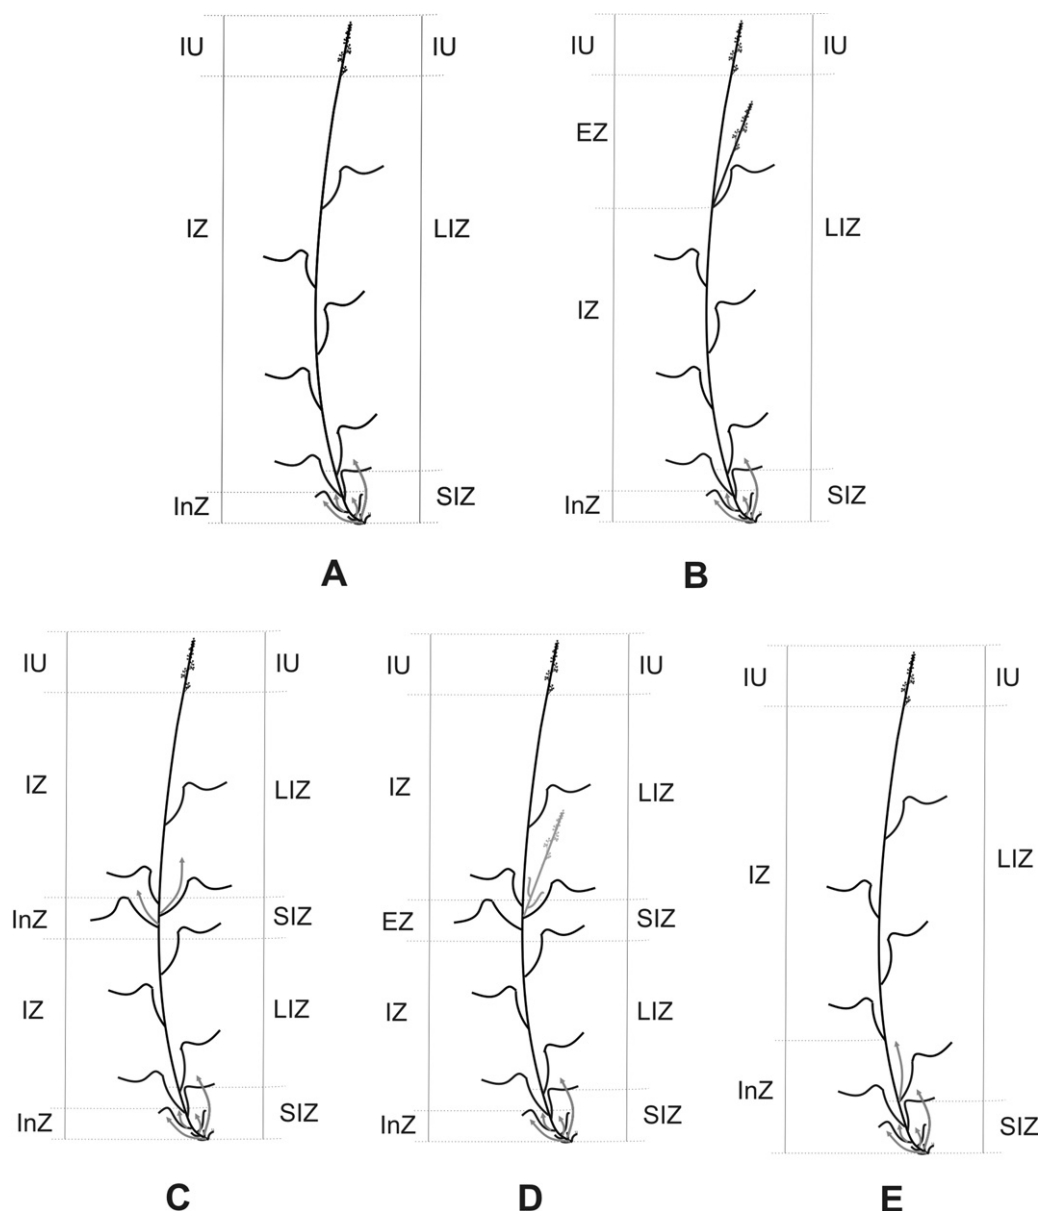 IU IU IU IU
EZ
IZ LIZ LIZ
IZ
InZ SIZ InZ SIZ
A B
IU IU IU IU IU IU
IZ LIZ IZ LIZ
IZ LIZ
InZ SIZ EZ SIZ
IZ LIZ IZ LIZ
InZ
InZ SIZ InZ SIZ SIZ
C D E